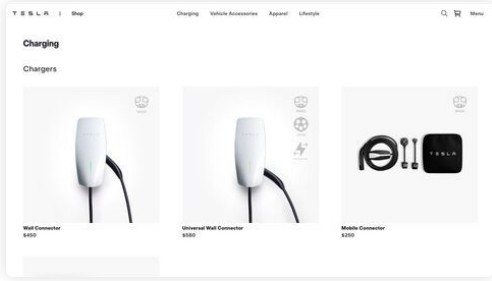 TESLA | Shop
Charging Vehicle Accessories Apparel Lifestyle
Menu
Charging
Chargers
TESLA
Wall Connector
$450
Universal Wall Connector
$580
Mobile Connector
$250